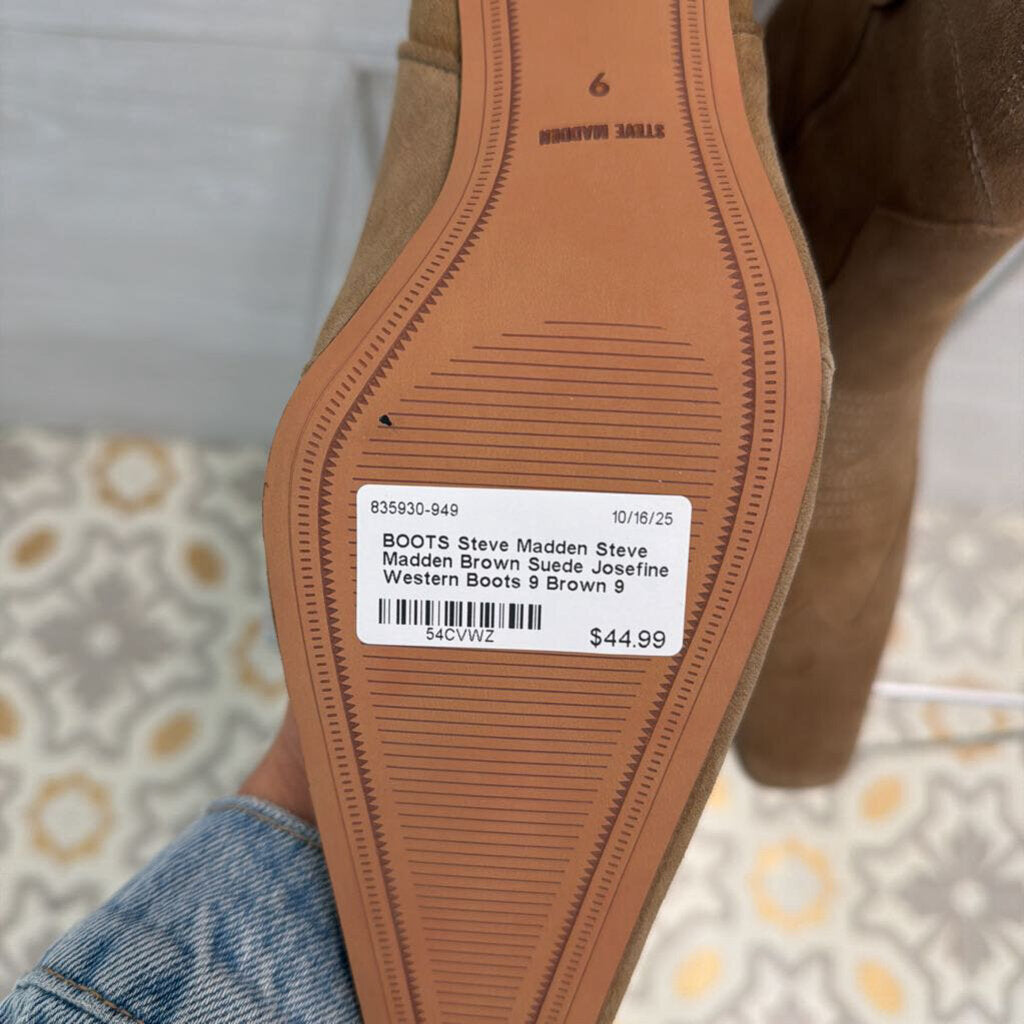 9
STEVE MADDEN
835930-949
10/16/25
BOOTS Steve Madden Steve
Madden Brown Suede Josefine
Western Boots 9 Brown 9
54CVWZ
$44.99